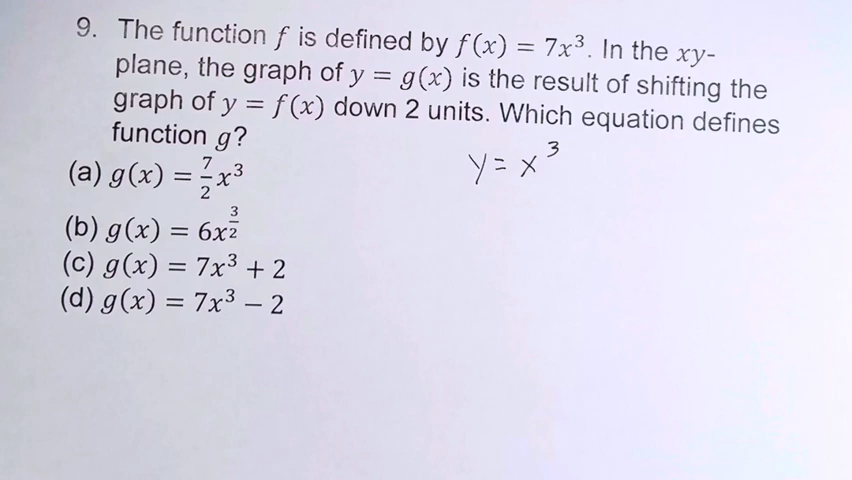 9. The function f is defined by f(x) = 7x³. In the xy-
plane, the graph of y = g(x) is the result of shifting the
graph of y = f(x) down 2 units. Which equation defines
function g?
y = x³
(a) g(x) = 7/2 x³
(b) g(x) = 6x^(3/2)
(c) g(x) = 7x³ + 2
(d) g(x) = 7x³ − 2